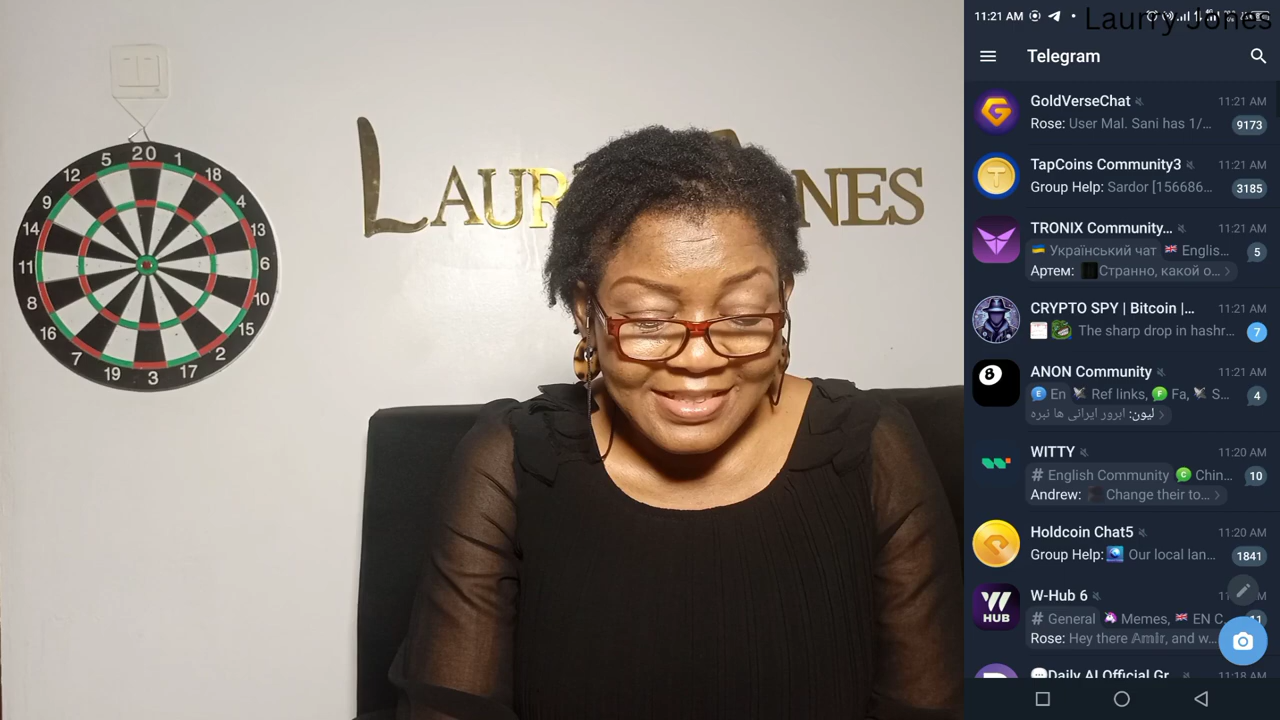 LAUR NES
20
1
18
4
13
6
10
15
2
17
3
19
7
16
8
11
14
9
12
5
11:21 AM
Laurry Jones
Telegram
GoldVerseChat 11:21 AM
Rose: User Mal. Sani has 1/... 9173
TapCoins Community3 11:21 AM
Group Help: Sardor [156686... 3185
TRONIX Community... 11:21 AM
Український чат Englis... 5
Артем: Странно, какой о...
CRYPTO SPY | Bitcoin |... 11:21 AM
The sharp drop in hashr... 7
8
ANON Community 11:21 AM
E En Ref links, F Fa, S... 4
لیون: ابرور ایرانی ها نبره
WITTY 11:20 AM
# English Community C Chin... 10
Andrew: Change their to...
Holdcoin Chat5 11:20 AM
Group Help: Our local lan... 1841
W HUB
W-Hub 6
# General Memes, EN C... 11
Rose: Hey there Amir, and w...
Daily AI Official Gr... 11:18 AM